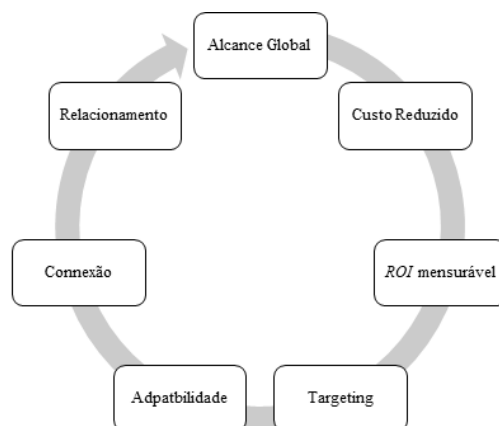 Alcance Global
Custo Reduzido
ROI mensurável
Targeting
Adpatbilidade
Connexão
Relacionamento